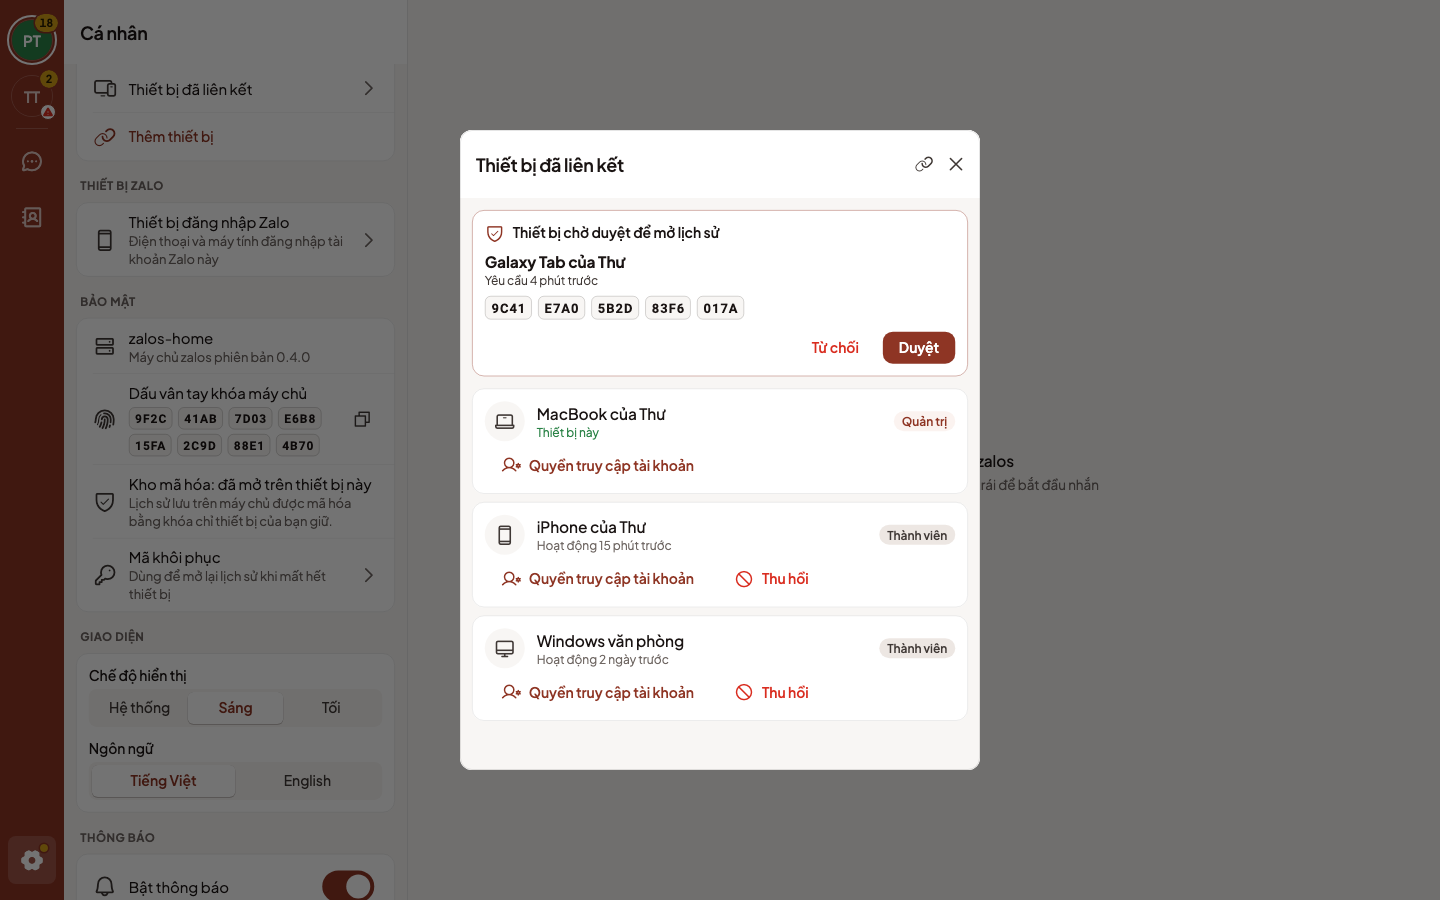 18
PT
2
TT
Cá nhân
Thiết bị đã liên kết
Thêm thiết bị
THIẾT BỊ ZALO
Thiết bị đăng nhập Zalo
Điện thoại và máy tính đăng nhập tài
khoản Zalo này
BẢO MẬT
zalos-home
Máy chủ zalos phiên bản 0.4.0
Dấu vân tay khóa máy chủ
9F2C 41AB 7D03 E6B8
15FA 2C9D 88E1 4B70
Kho mã hóa: đã mở trên thiết bị này
Lịch sử lưu trên máy chủ được mã hóa
bằng khóa chỉ thiết bị của bạn giữ.
Mã khôi phục
Dùng để mở lại lịch sử khi mất hết
thiết bị
GIAO DIỆN
Chế độ hiển thị
Hệ thống Sáng Tối
Ngôn ngữ
Tiếng Việt English
THÔNG BÁO
Bật thông báo
Thiết bị đã liên kết
Thiết bị chờ duyệt để mở lịch sử
Galaxy Tab của Thư
Yêu cầu 4 phút trước
9C41 E7A0 5B2D 83F6 017A
Từ chối Duyệt
MacBook của Thư
Thiết bị này
Quản trị
Quyền truy cập tài khoản
iPhone của Thư
Hoạt động 15 phút trước
Thành viên
Quyền truy cập tài khoản Thu hồi
Windows văn phòng
Hoạt động 2 ngày trước
Thành viên
Quyền truy cập tài khoản Thu hồi
zalos
rái để bắt đầu nhắn